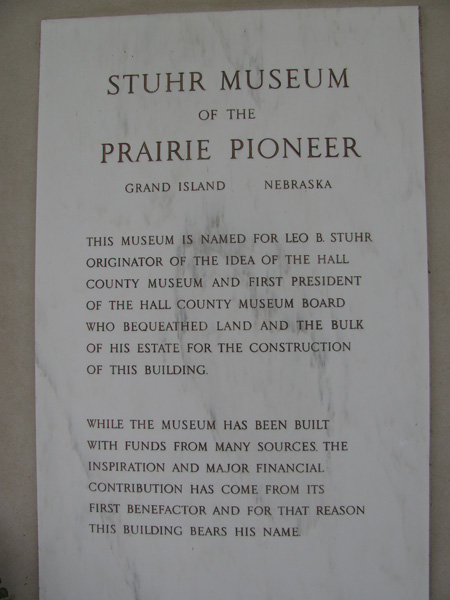 STUHR MUSEUM
OF THE
PRAIRIE PIONEER
GRAND ISLAND NEBRASKA
THIS MUSEUM IS NAMED FOR LEO B. STUHR
ORIGINATOR OF THE IDEA OF THE HALL
COUNTY MUSEUM AND FIRST PRESIDENT
OF THE HALL COUNTY MUSEUM BOARD
WHO BEQUEATHED LAND AND THE BULK
OF HIS ESTATE FOR THE CONSTRUCTION
OF THIS BUILDING.
WHILE THE MUSEUM HAS BEEN BUILT
WITH FUNDS FROM MANY SOURCES, THE
INSPIRATION AND MAJOR FINANCIAL
CONTRIBUTION HAS COME FROM ITS
FIRST BENEFACTOR AND FOR THAT REASON
THIS BUILDING BEARS HIS NAME.